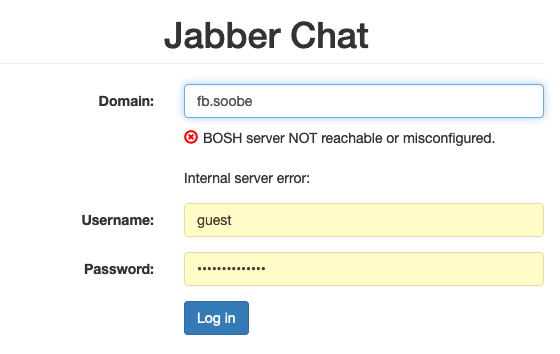 Jabber Chat
Domain: fb.soobe
BOSH server NOT reachable or misconfigured.
Internal server error:
Username: guest
Password: ••••••••••••••
Log in